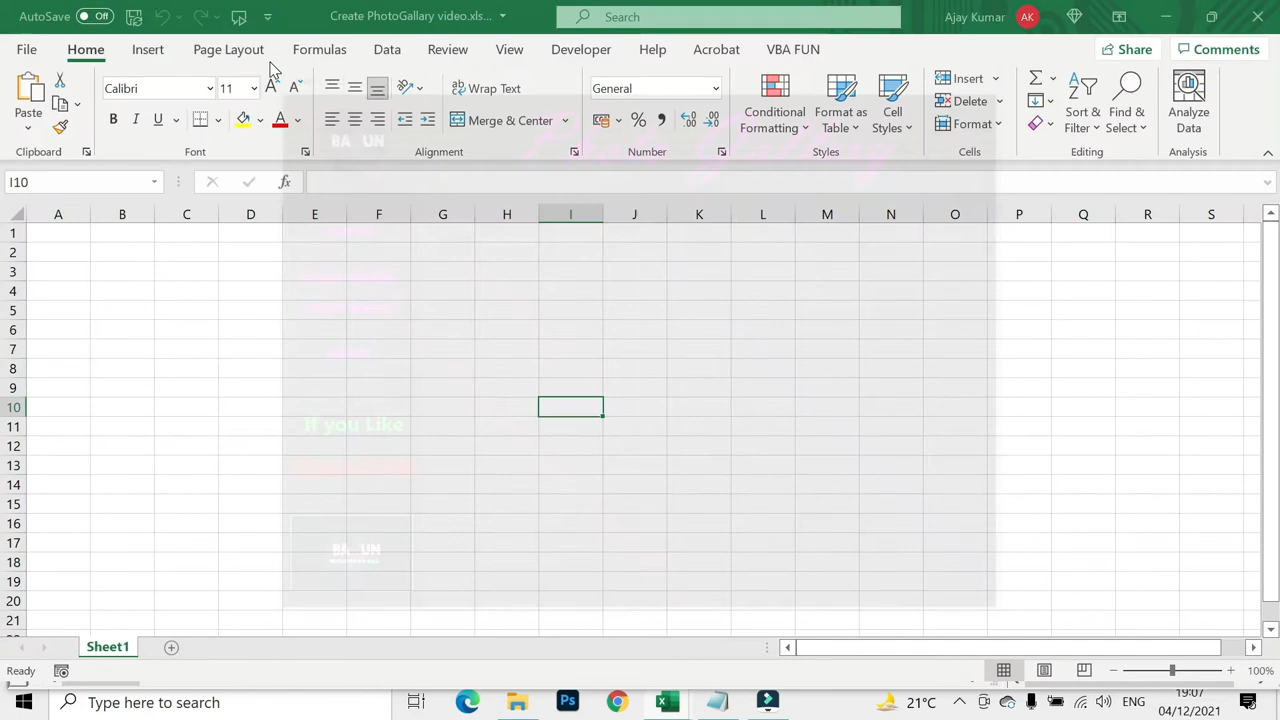 AutoSave Off
Create PhotoGallary video.xls...
Search
Ajay Kumar AK
File Home Insert Page Layout Formulas Data Review View Developer Help Acrobat VBA FUN Share Comments
Paste
Clipboard
Calibri 11
B I U A
Font
Wrap Text
Merge & Center
Alignment
General
%
Number
Conditional Formatting
Format as Table
Cell Styles
Styles
Insert
Delete
Format
Cells
Sort & Filter
Find & Select
Editing
Analyze Data
Analysis
I10
fx
A B C D E F G H I J K L M N O P Q R S
1
2
3
4
5
6
7
8
9
10
11
12
13
14
15
16
17
18
19
20
21
If you Like
Sheet1
Ready
100%
Type here to search
Ps
21°C
ENG
19:07
04/12/2021